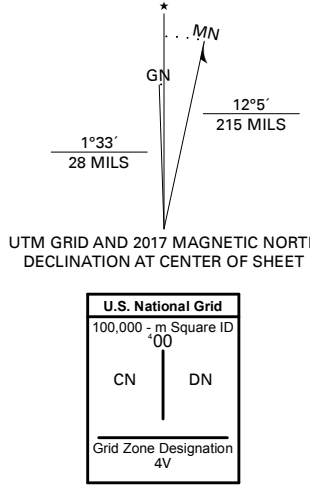 MN
GN
12°5´
215 MILS
1°33´
28 MILS
UTM GRID AND 2017 MAGNETIC NORTH
DECLINATION AT CENTER OF SHEET
U.S. National Grid
100,000 - m Square ID
⁴00
CN DN
Grid Zone Designation
4V